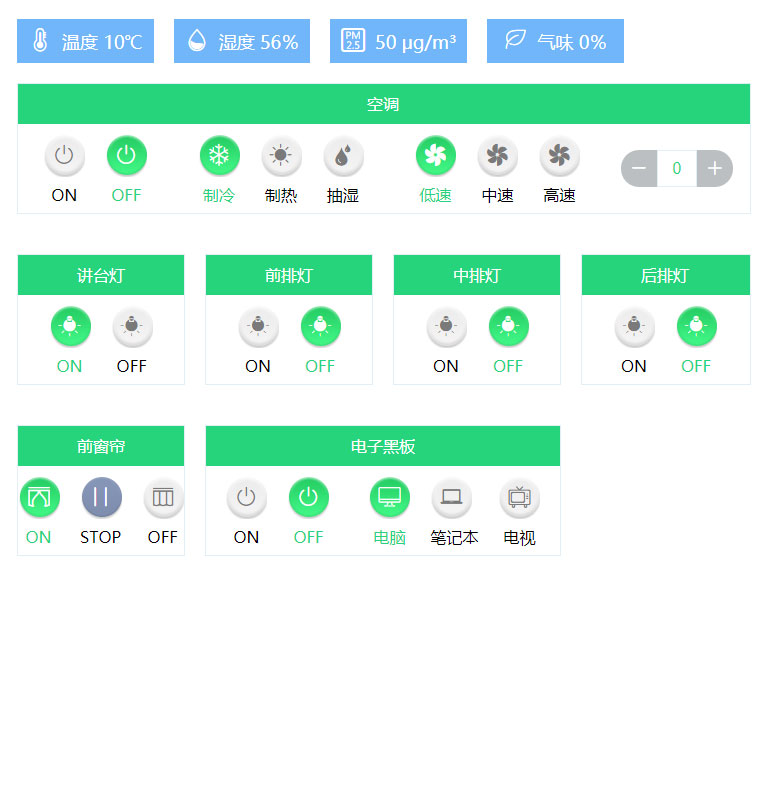 温度 10℃ 湿度 56% PM2.5 50 μg/m³ 气味 0%
空调
ON OFF 制冷 制热 抽湿 低速 中速 高速 − 0 +
讲台灯 前排灯 中排灯 后排灯
ON OFF ON OFF ON OFF ON OFF
前窗帘 电子黑板
ON STOP OFF ON OFF 电脑 笔记本 电视